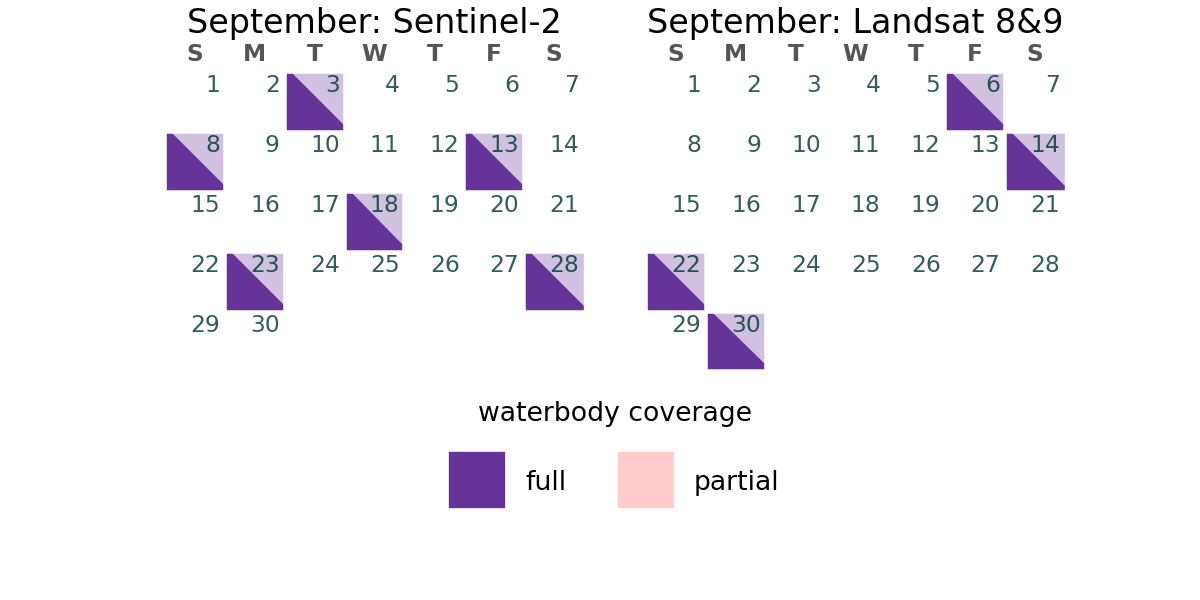 September: Sentinel-2
S M T W T F S
1 2 3 4 5 6 7
8 9 10 11 12 13 14
15 16 17 18 19 20 21
22 23 24 25 26 27 28
29 30
September: Landsat 8&9
S M T W T F S
1 2 3 4 5 6 7
8 9 10 11 12 13 14
15 16 17 18 19 20 21
22 23 24 25 26 27 28
29 30
waterbody coverage
full partial